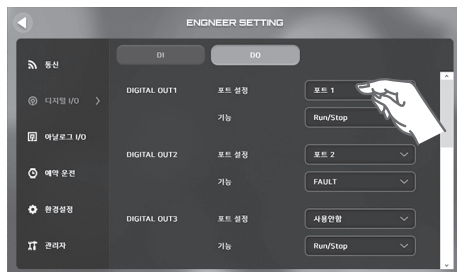 ENGNEER SETTING
DI
DO
통신
디지털 I/O
아날로그 I/O
예약 운전
환경설정
관리자
DIGITAL OUT1
포트 설정
포트 1
기능
Run/Stop
DIGITAL OUT2
포트 설정
포트 2
기능
FAULT
DIGITAL OUT3
포트 설정
사용안함
기능
Run/Stop